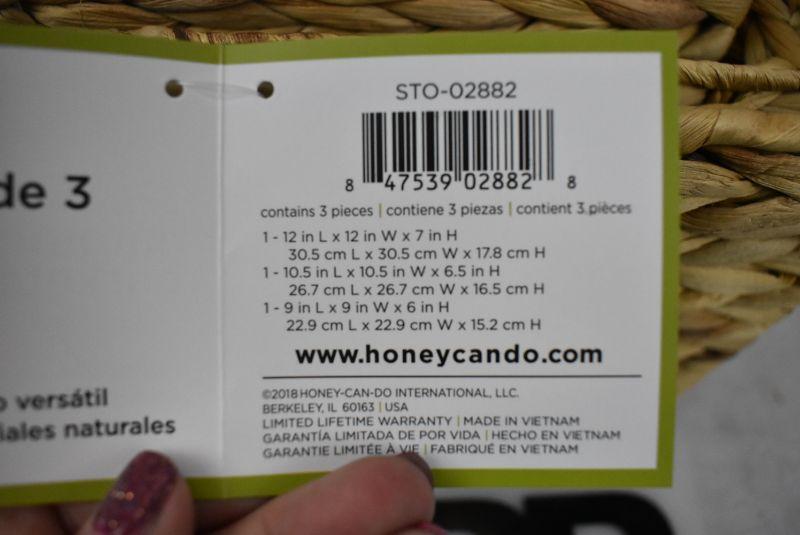 de 3
versátil
iales naturales
STO-02882
8 47539 02882 8
contains 3 pieces | contiene 3 piezas | contient 3 pièces
1 - 12 in L x 12 in W x 7 in H
30.5 cm L x 30.5 cm W x 17.8 cm H
1 - 10.5 in L x 10.5 in W x 6.5 in H
26.7 cm L x 26.7 cm W x 16.5 cm H
1 - 9 in L x 9 in W x 6 in H
22.9 cm L x 22.9 cm W x 15.2 cm H
www.honeycando.com
©2018 HONEY-CAN-DO INTERNATIONAL, LLC.
BERKELEY, IL 60163 | USA
LIMITED LIFETIME WARRANTY | MADE IN VIETNAM
GARANTÍA LIMITADA DE POR VIDA | HECHO EN VIETNAM
GARANTIE LIMITÉE À VIE | FABRIQUÉ EN VIETNAM